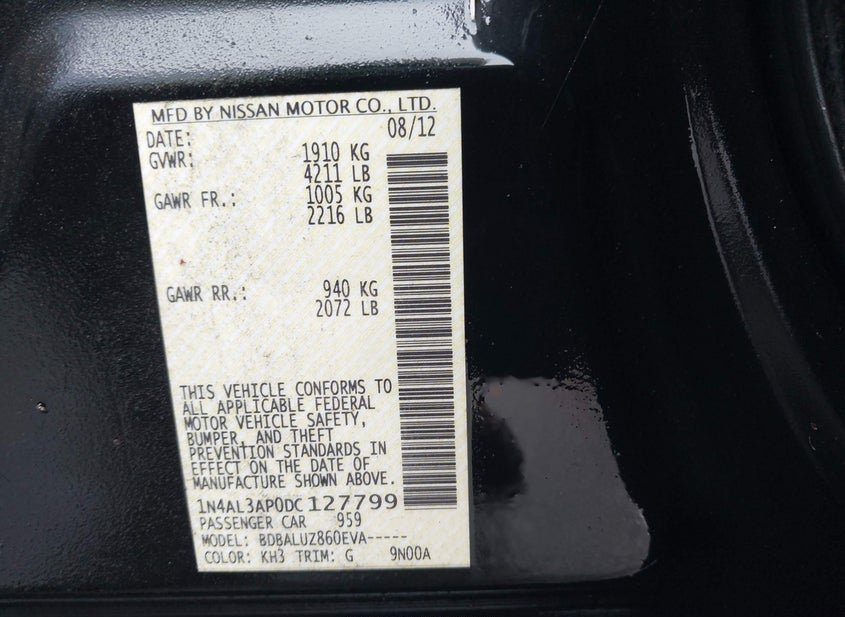 MFD BY NISSAN MOTOR CO., LTD.
DATE: 08/12
GVWR: 1910 KG
4211 LB
GAWR FR.: 1005 KG
2216 LB
GAWR RR.: 940 KG
2072 LB
THIS VEHICLE CONFORMS TO
ALL APPLICABLE FEDERAL
MOTOR VEHICLE SAFETY,
BUMPER, AND THEFT
PREVENTION STANDARDS IN
EFFECT ON THE DATE OF
MANUFACTURE SHOWN ABOVE.
1N4AL3AP0DC127799
PASSENGER CAR 959
MODEL: BDBALUZ860EVA-----
COLOR: KH3 TRIM: G 9N00A